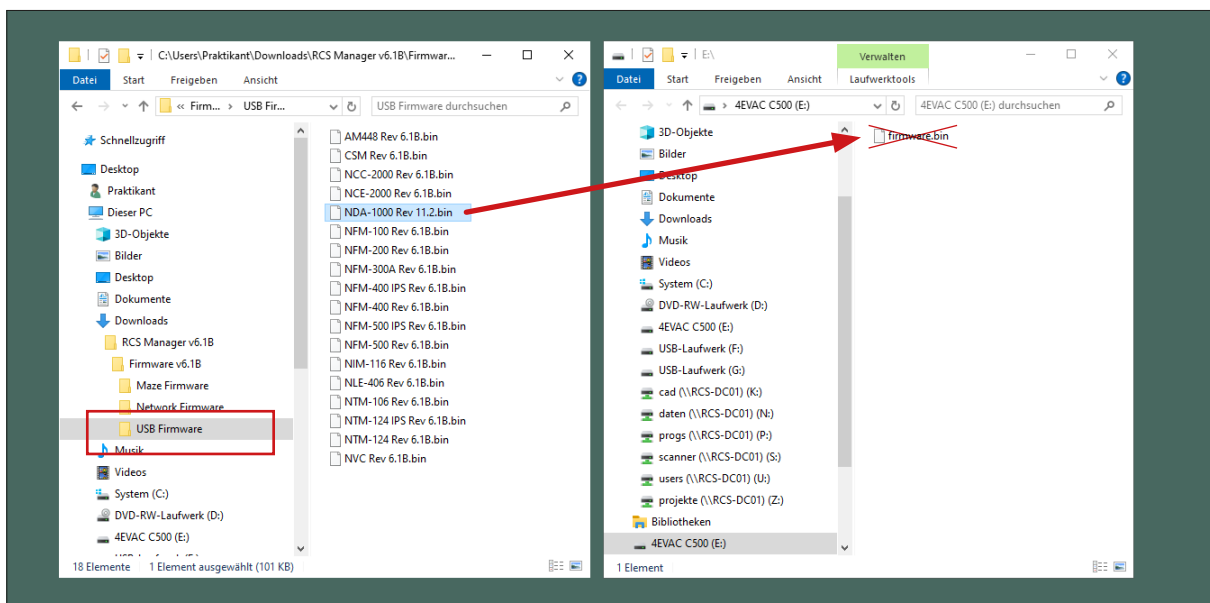 C:\Users\Praktikant\Downloads\RCS Manager v6.1B\Firmwar...
Datei Start Freigeben Ansicht
« Firm... › USB Fir...
USB Firmware durchsuchen
Schnellzugriff
Desktop
Praktikant
Dieser PC
3D-Objekte
Bilder
Desktop
Dokumente
Downloads
RCS Manager v6.1B
Firmware v6.1B
Maze Firmware
Network Firmware
USB Firmware
Musik
Videos
System (C:)
DVD-RW-Laufwerk (D:)
4EVAC C500 (E:)
AM448 Rev 6.1B.bin
CSM Rev 6.1B.bin
NCC-2000 Rev 6.1B.bin
NCE-2000 Rev 6.1B.bin
NDA-1000 Rev 11.2.bin
NFM-100 Rev 6.1B.bin
NFM-200 Rev 6.1B.bin
NFM-300A Rev 6.1B.bin
NFM-400 IPS Rev 6.1B.bin
NFM-400 Rev 6.1B.bin
NFM-500 IPS Rev 6.1B.bin
NFM-500 Rev 6.1B.bin
NIM-116 Rev 6.1B.bin
NLE-406 Rev 6.1B.bin
NTM-106 Rev 6.1B.bin
NTM-124 IPS Rev 6.1B.bin
NTM-124 Rev 6.1B.bin
NVC Rev 6.1B.bin
18 Elemente 1 Element ausgewählt (101 KB)
E:\
Verwalten
Datei Start Freigeben Ansicht Laufwerktools
› 4EVAC C500 (E:)
4EVAC C500 (E:) durchsuchen
3D-Objekte
Bilder
Desktop
Dokumente
Downloads
Musik
Videos
System (C:)
DVD-RW-Laufwerk (D:)
4EVAC C500 (E:)
USB-Laufwerk (F:)
USB-Laufwerk (G:)
cad (\\RCS-DC01) (K:)
daten (\\RCS-DC01) (N:)
progs (\\RCS-DC01) (P:)
scanner (\\RCS-DC01) (S:)
users (\\RCS-DC01) (U:)
projekte (\\RCS-DC01) (Z:)
Bibliotheken
4EVAC C500 (E:)
firmware.bin
1 Element